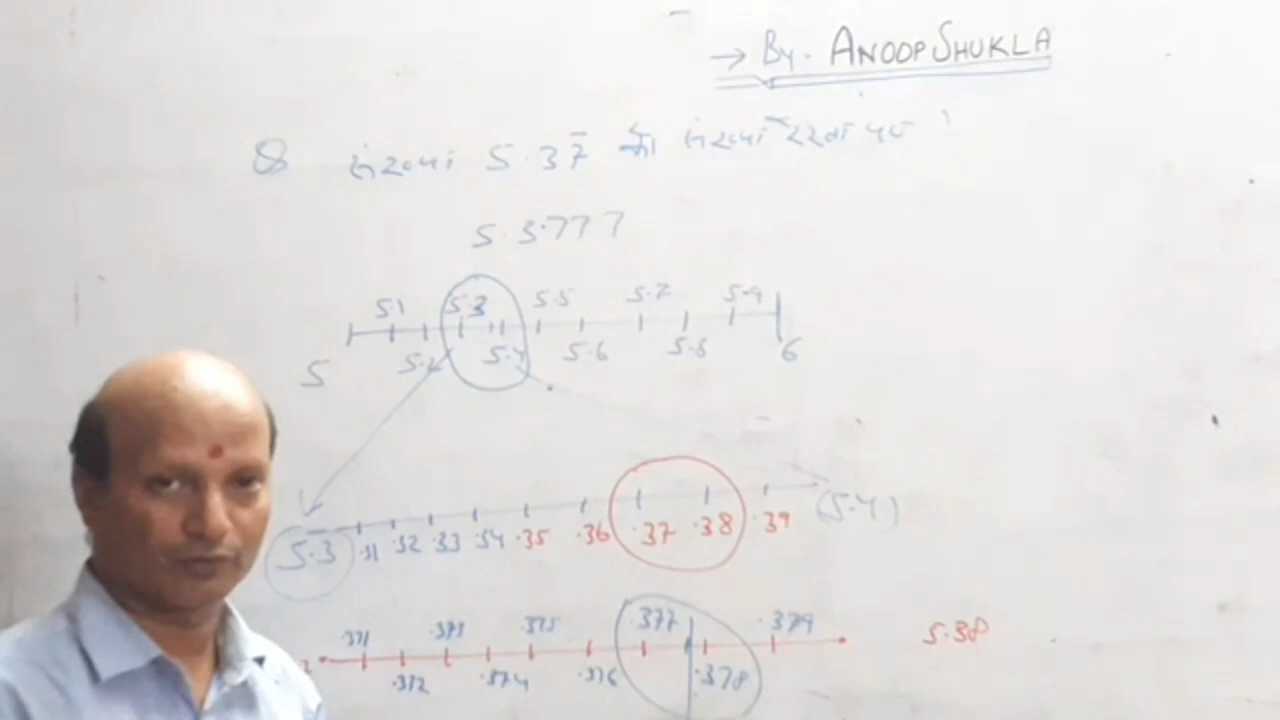 → By - ANOOP SHUKLA
Q संख्या 5.37̄ को संख्या रेखा पर
5.3777
5.1 5.3 5.5 5.7 5.9
5 5.2 5.4 5.6 5.8 6
5.3 .31 .32 .33 .34 .35 .36 .37 .38 .39 (5.4)
.371 .373 .375 .377 .379 5.38
.372 .374 .376 .378